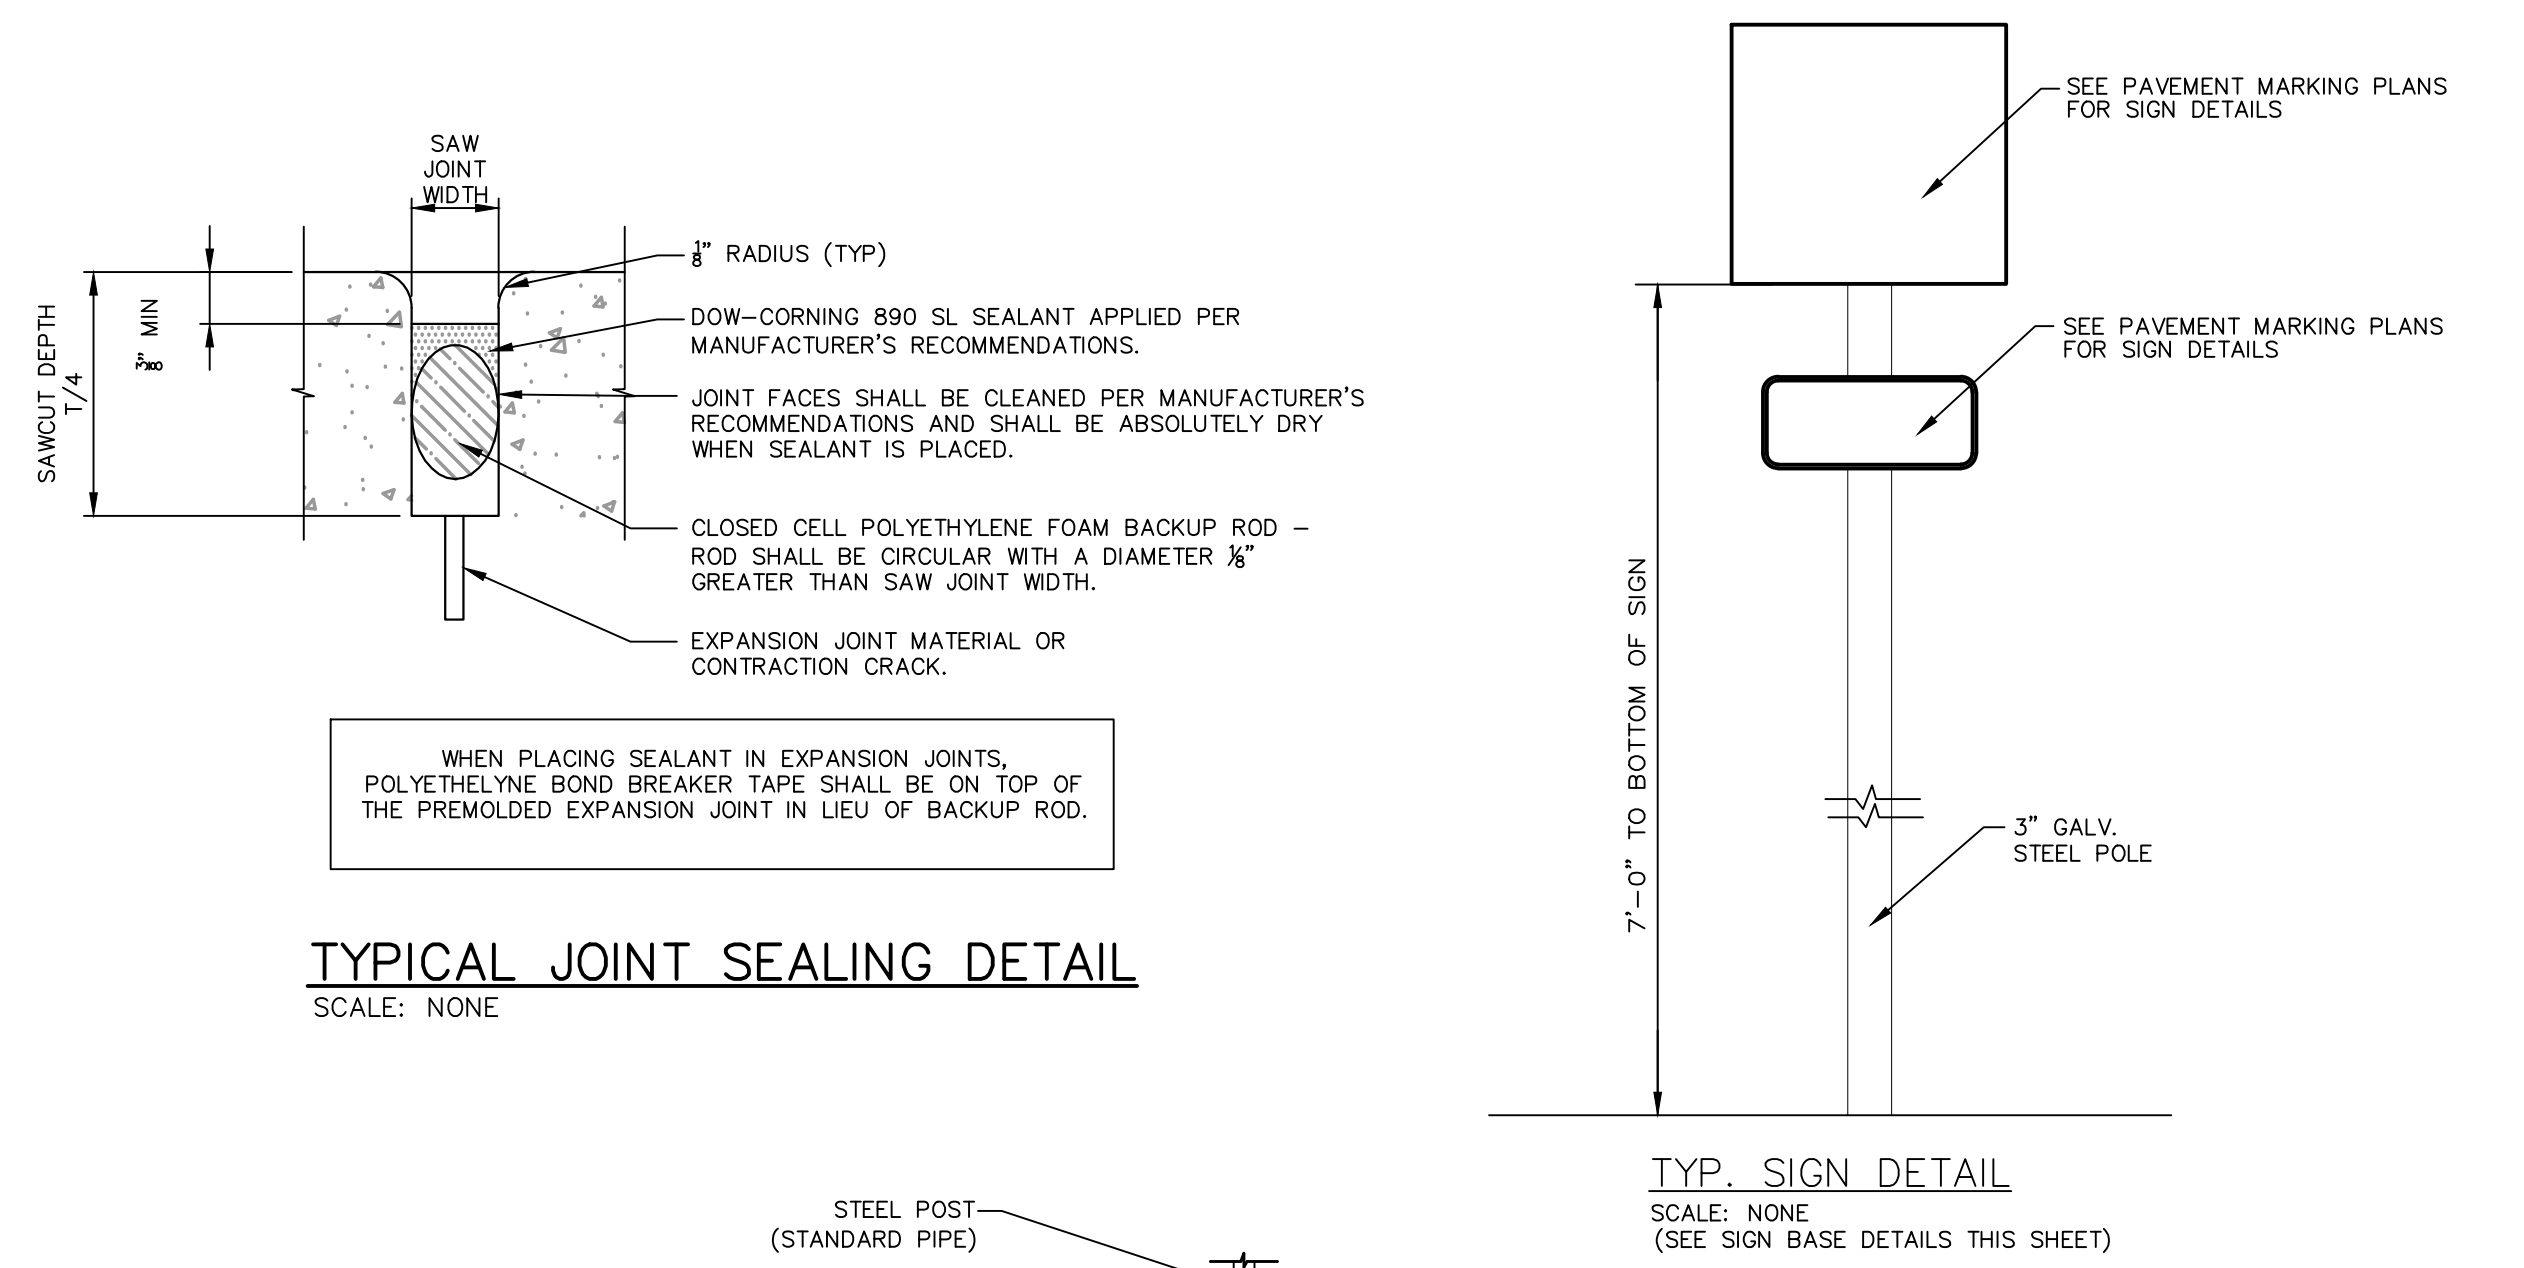 SAW
JOINT
WIDTH
SAWCUT DEPTH
T/4
3/8" MIN
1/8" RADIUS (TYP)
DOW-CORNING 890 SL SEALANT APPLIED PER
MANUFACTURER'S RECOMMENDATIONS.
JOINT FACES SHALL BE CLEANED PER MANUFACTURER'S
RECOMMENDATIONS AND SHALL BE ABSOLUTELY DRY
WHEN SEALANT IS PLACED.
CLOSED CELL POLYETHYLENE FOAM BACKUP ROD –
ROD SHALL BE CIRCULAR WITH A DIAMETER 1/8"
GREATER THAN SAW JOINT WIDTH.
EXPANSION JOINT MATERIAL OR
CONTRACTION CRACK.
WHEN PLACING SEALANT IN EXPANSION JOINTS,
POLYETHELYNE BOND BREAKER TAPE SHALL BE ON TOP OF
THE PREMOLDED EXPANSION JOINT IN LIEU OF BACKUP ROD.
TYPICAL JOINT SEALING DETAIL
SCALE: NONE
STEEL POST
(STANDARD PIPE)
SEE PAVEMENT MARKING PLANS
FOR SIGN DETAILS
SEE PAVEMENT MARKING PLANS
FOR SIGN DETAILS
7'-0" TO BOTTOM OF SIGN
3" GALV.
STEEL POLE
TYP. SIGN DETAIL
SCALE: NONE
(SEE SIGN BASE DETAILS THIS SHEET)